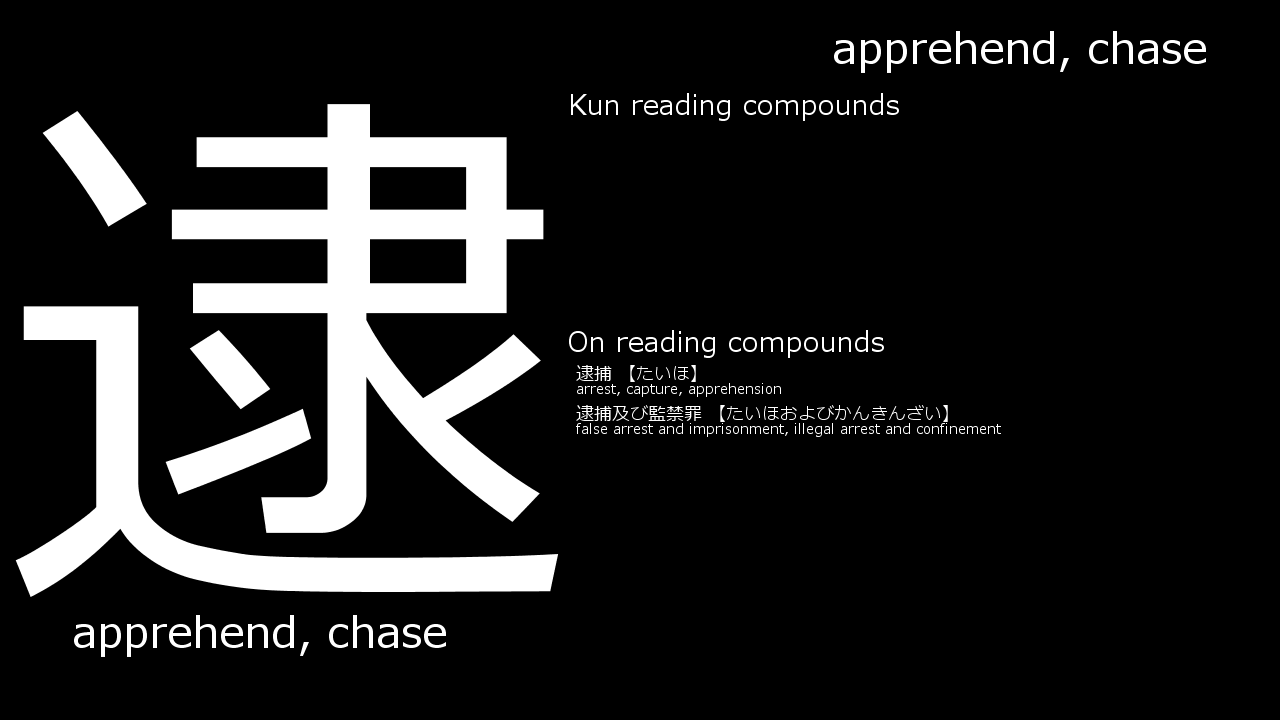 apprehend, chase
Kun reading compounds
逮
On reading compounds
逮捕 【たいほ】
arrest, capture, apprehension
逮捕及び監禁罪 【たいほおよびかんきんざい】
false arrest and imprisonment, illegal arrest and confinement
apprehend, chase